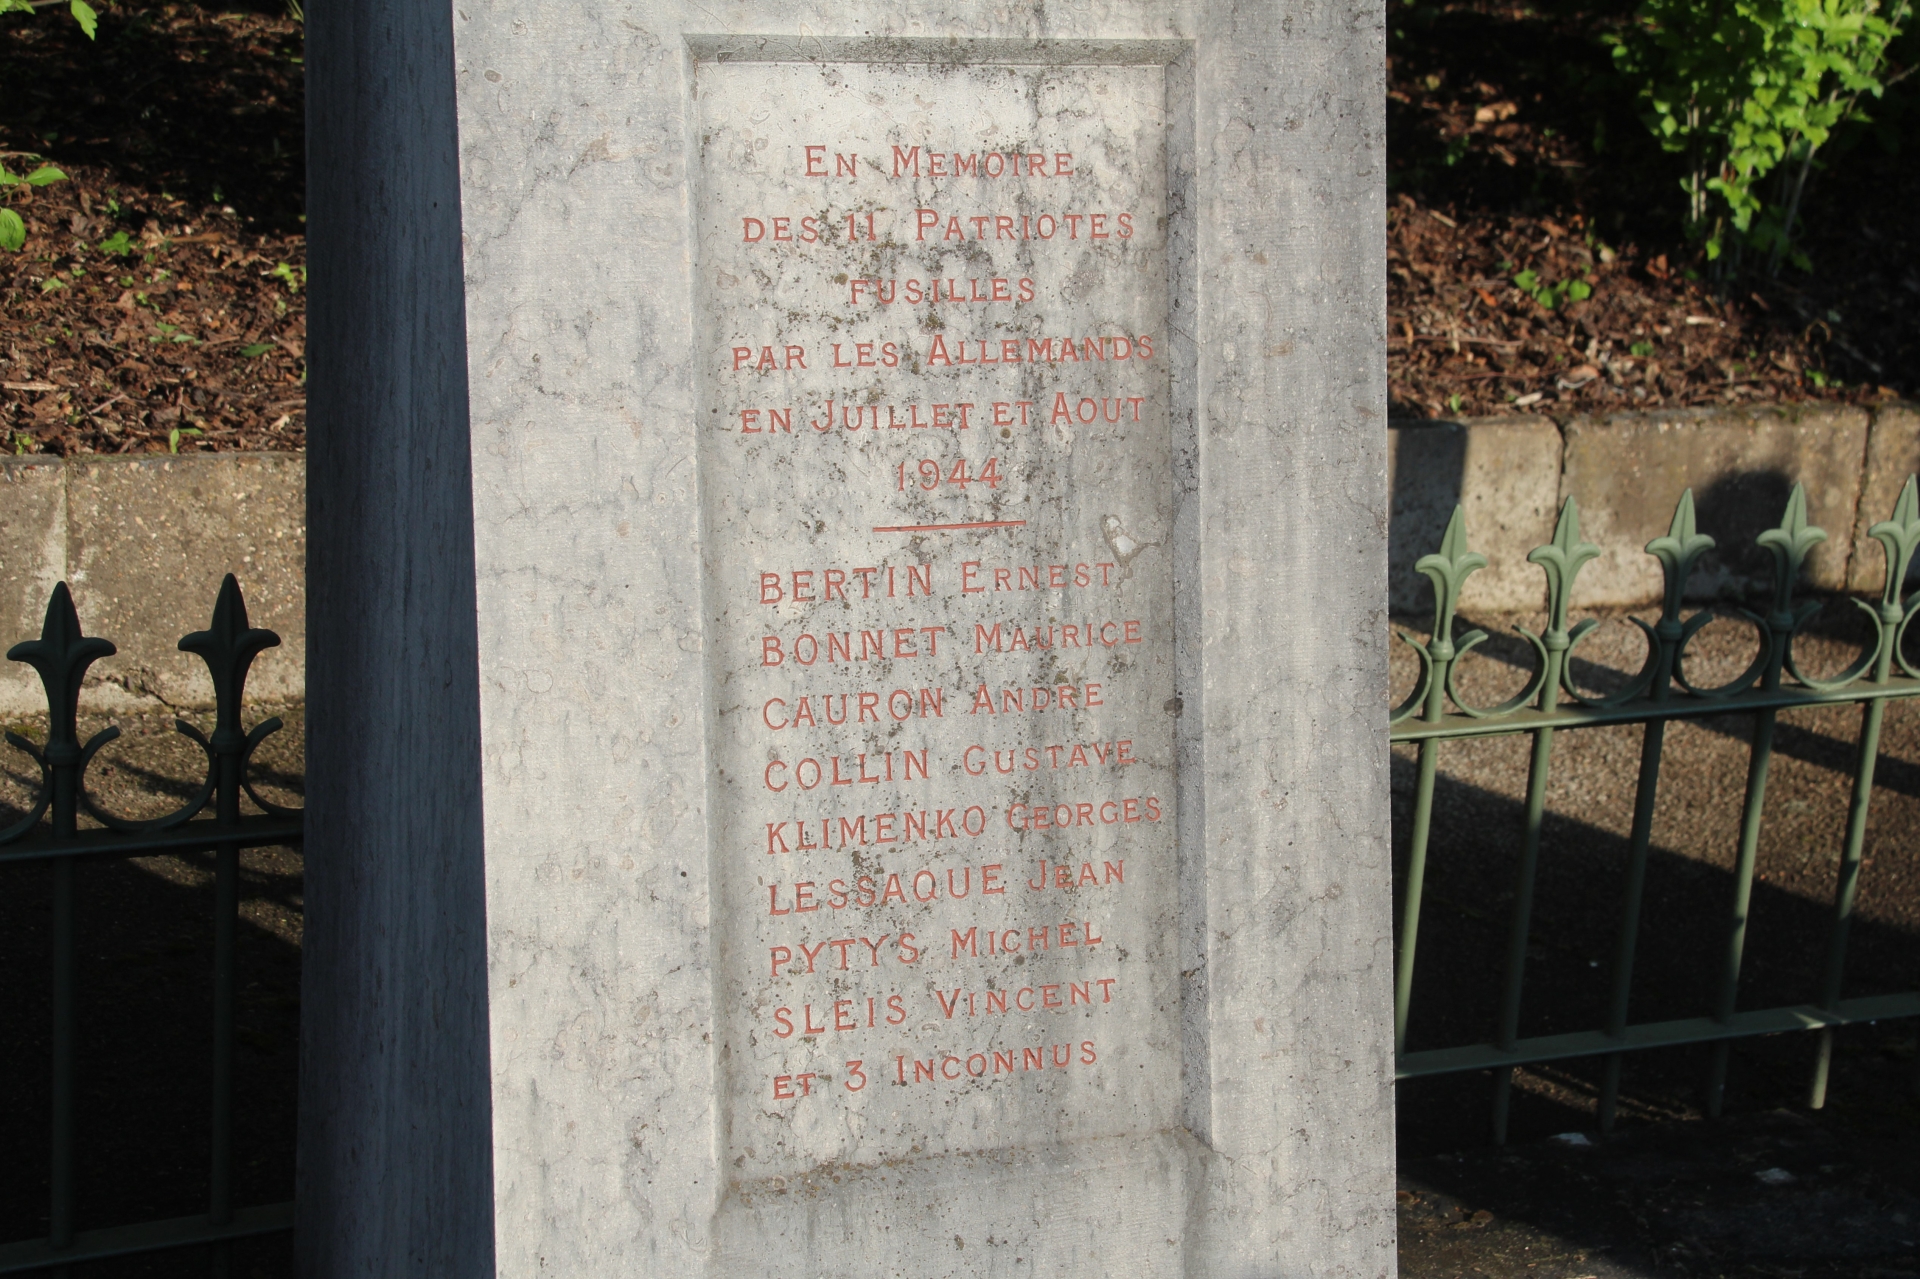 EN MEMOIRE
DES 11 PATRIOTES
FUSILLES
PAR LES ALLEMANDS
EN JUILLET ET AOUT
1944
BERTIN ERNEST
BONNET MAURICE
CAURON ANDRE
COLLIN GUSTAVE
KLIMENKO GEORGES
LESSAQUE JEAN
PYTYS MICHEL
SLEIS VINCENT
ET 3 INCONNUS